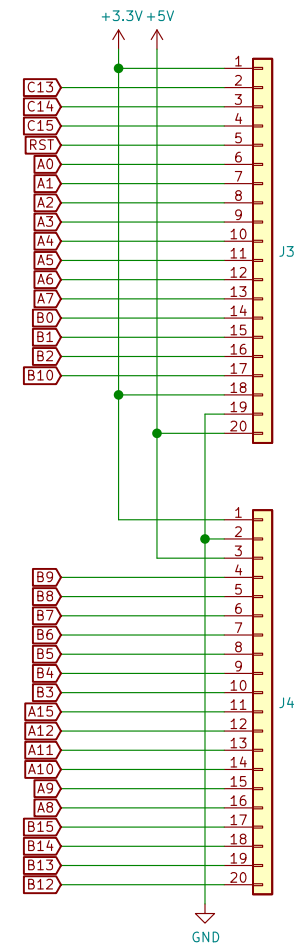 +3.3V +5V
1
C13 2
C14 3
C15 4
RST 5
A0 6
A1 7
A2 8
A3 9
A4 10
J3
A5 11
A6 12
A7 13
B0 14
B1 15
B2 16
B10 17
18
19
20
1
2
3
B9 4
B8 5
B7 6
B6 7
B5 8
B4 9
B3 10
J4
A15 11
A12 12
A11 13
A10 14
A9 15
A8 16
B15 17
B14 18
B13 19
B12 20
GND